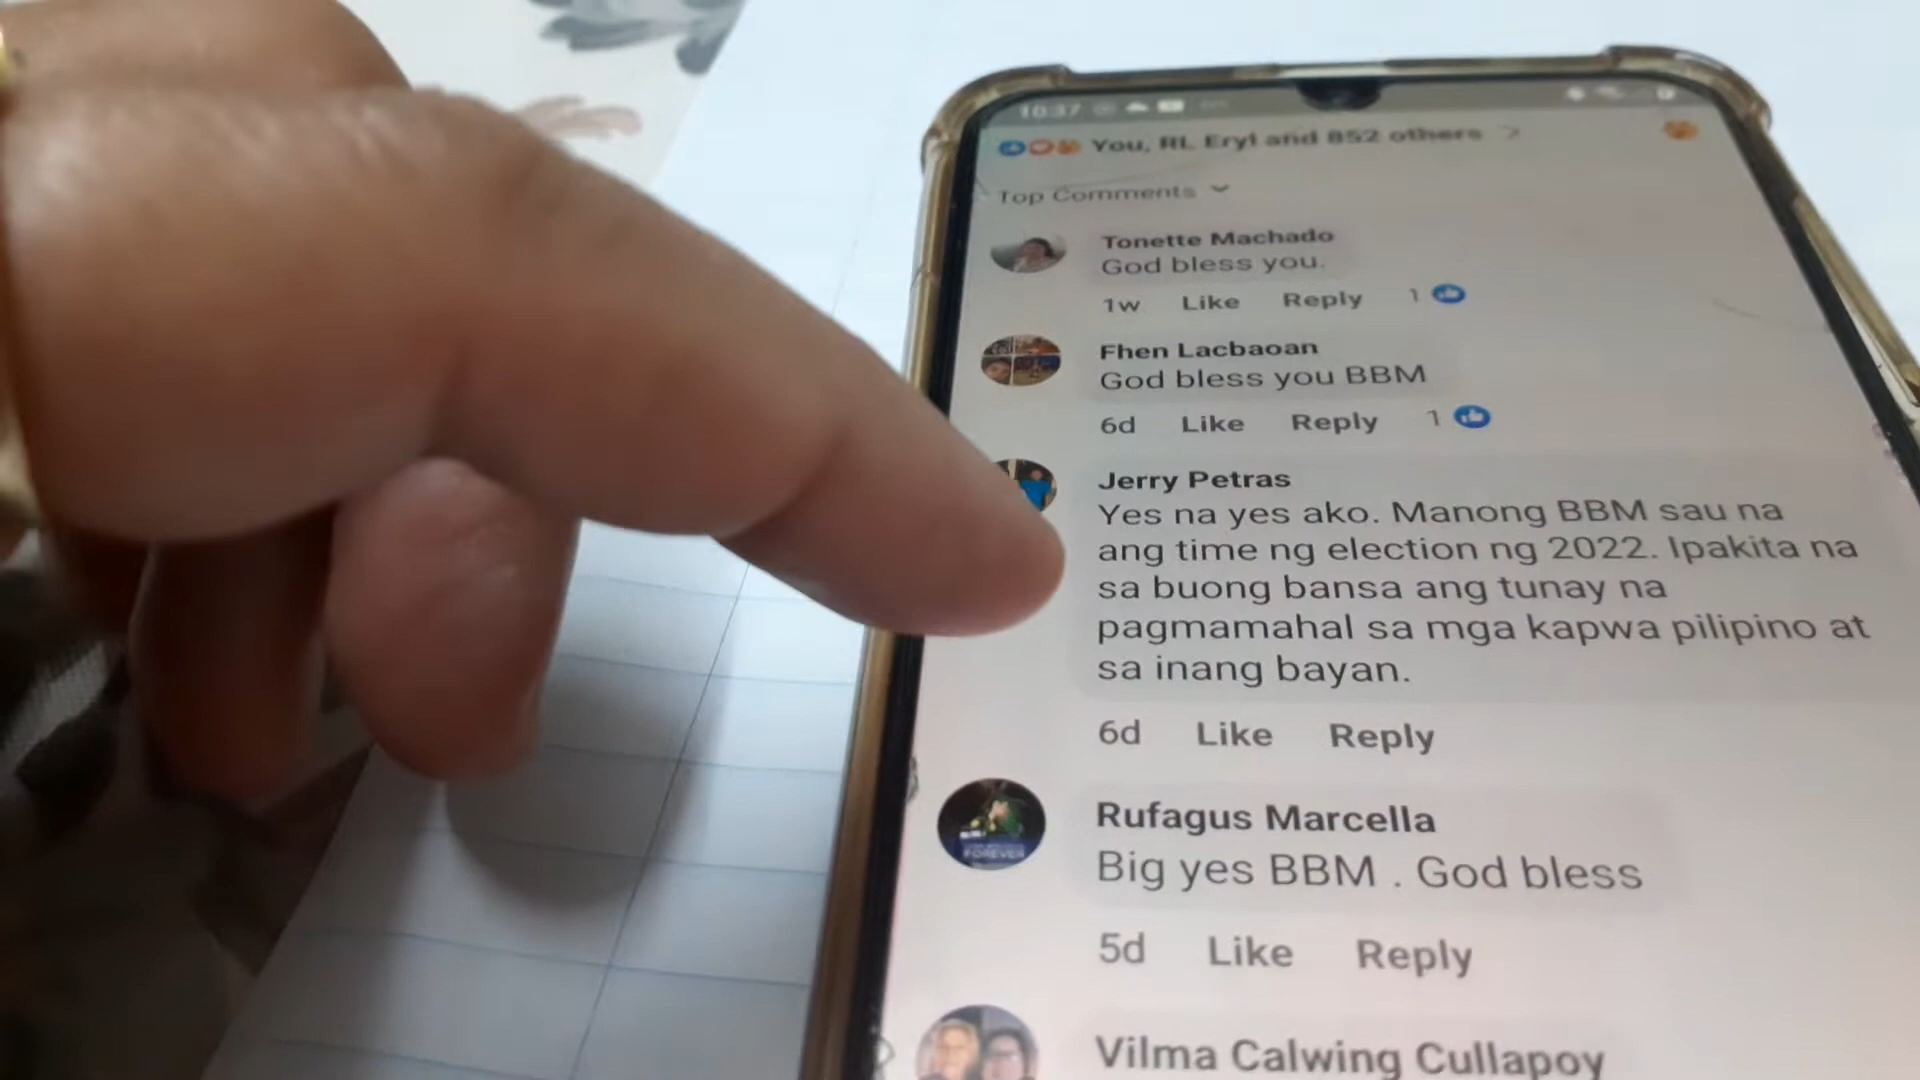 10:37
You, RL Eryl and 852 others
Top Comments
Tonette Machado
God bless you.
1w Like Reply 1
Fhen Lacbaoan
God bless you BBM
6d Like Reply 1
Jerry Petras
Yes na yes ako. Manong BBM sau na
ang time ng election ng 2022. Ipakita na
sa buong bansa ang tunay na
pagmamahal sa mga kapwa pilipino at
sa inang bayan.
6d Like Reply
Rufagus Marcella
Big yes BBM . God bless
5d Like Reply
FOREVER
Vilma Calwing Cullapoy